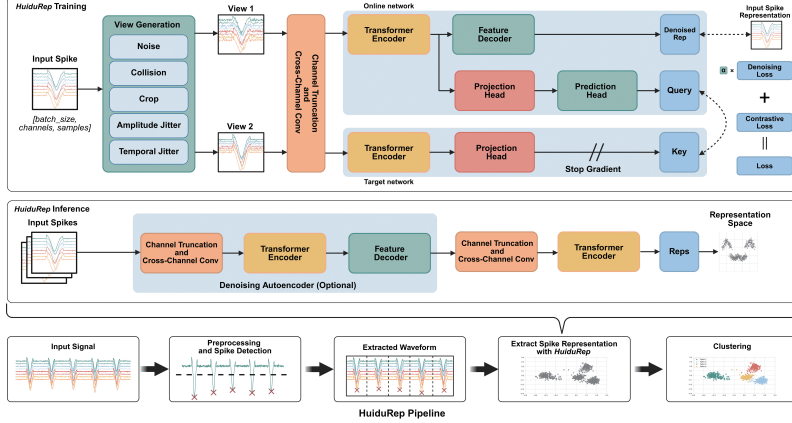 HuiduRep Training
Input Spike
[batch_size,
channels, samples]
View Generation
Noise
Collision
Crop
Amplitude Jitter
Temporal Jitter
View 1
View 2
Channel Truncation
and
Cross-Channel Conv
Online network
Transformer
Encoder
Feature
Decoder
Denoised
Rep
Projection
Head
Prediction
Head
Query
Transformer
Encoder
Projection
Head
Stop Gradient
Key
Target network
Input Spike
Representation
α ×
Denoising
Loss
+
Contrastive
Loss
Loss
HuiduRep Inference
Input Spikes
Channel Truncation
and
Cross-Channel Conv
Transformer
Encoder
Feature
Decoder
Denoising Autoencoder (Optional)
Channel Truncation
and
Cross-Channel Conv
Transformer
Encoder
Reps
Representation
Space
Input Signal
Preprocessing
and Spike Detection
Extracted Waveform
Extract Spike Representation
with HuiduRep
Clustering
HuiduRep Pipeline